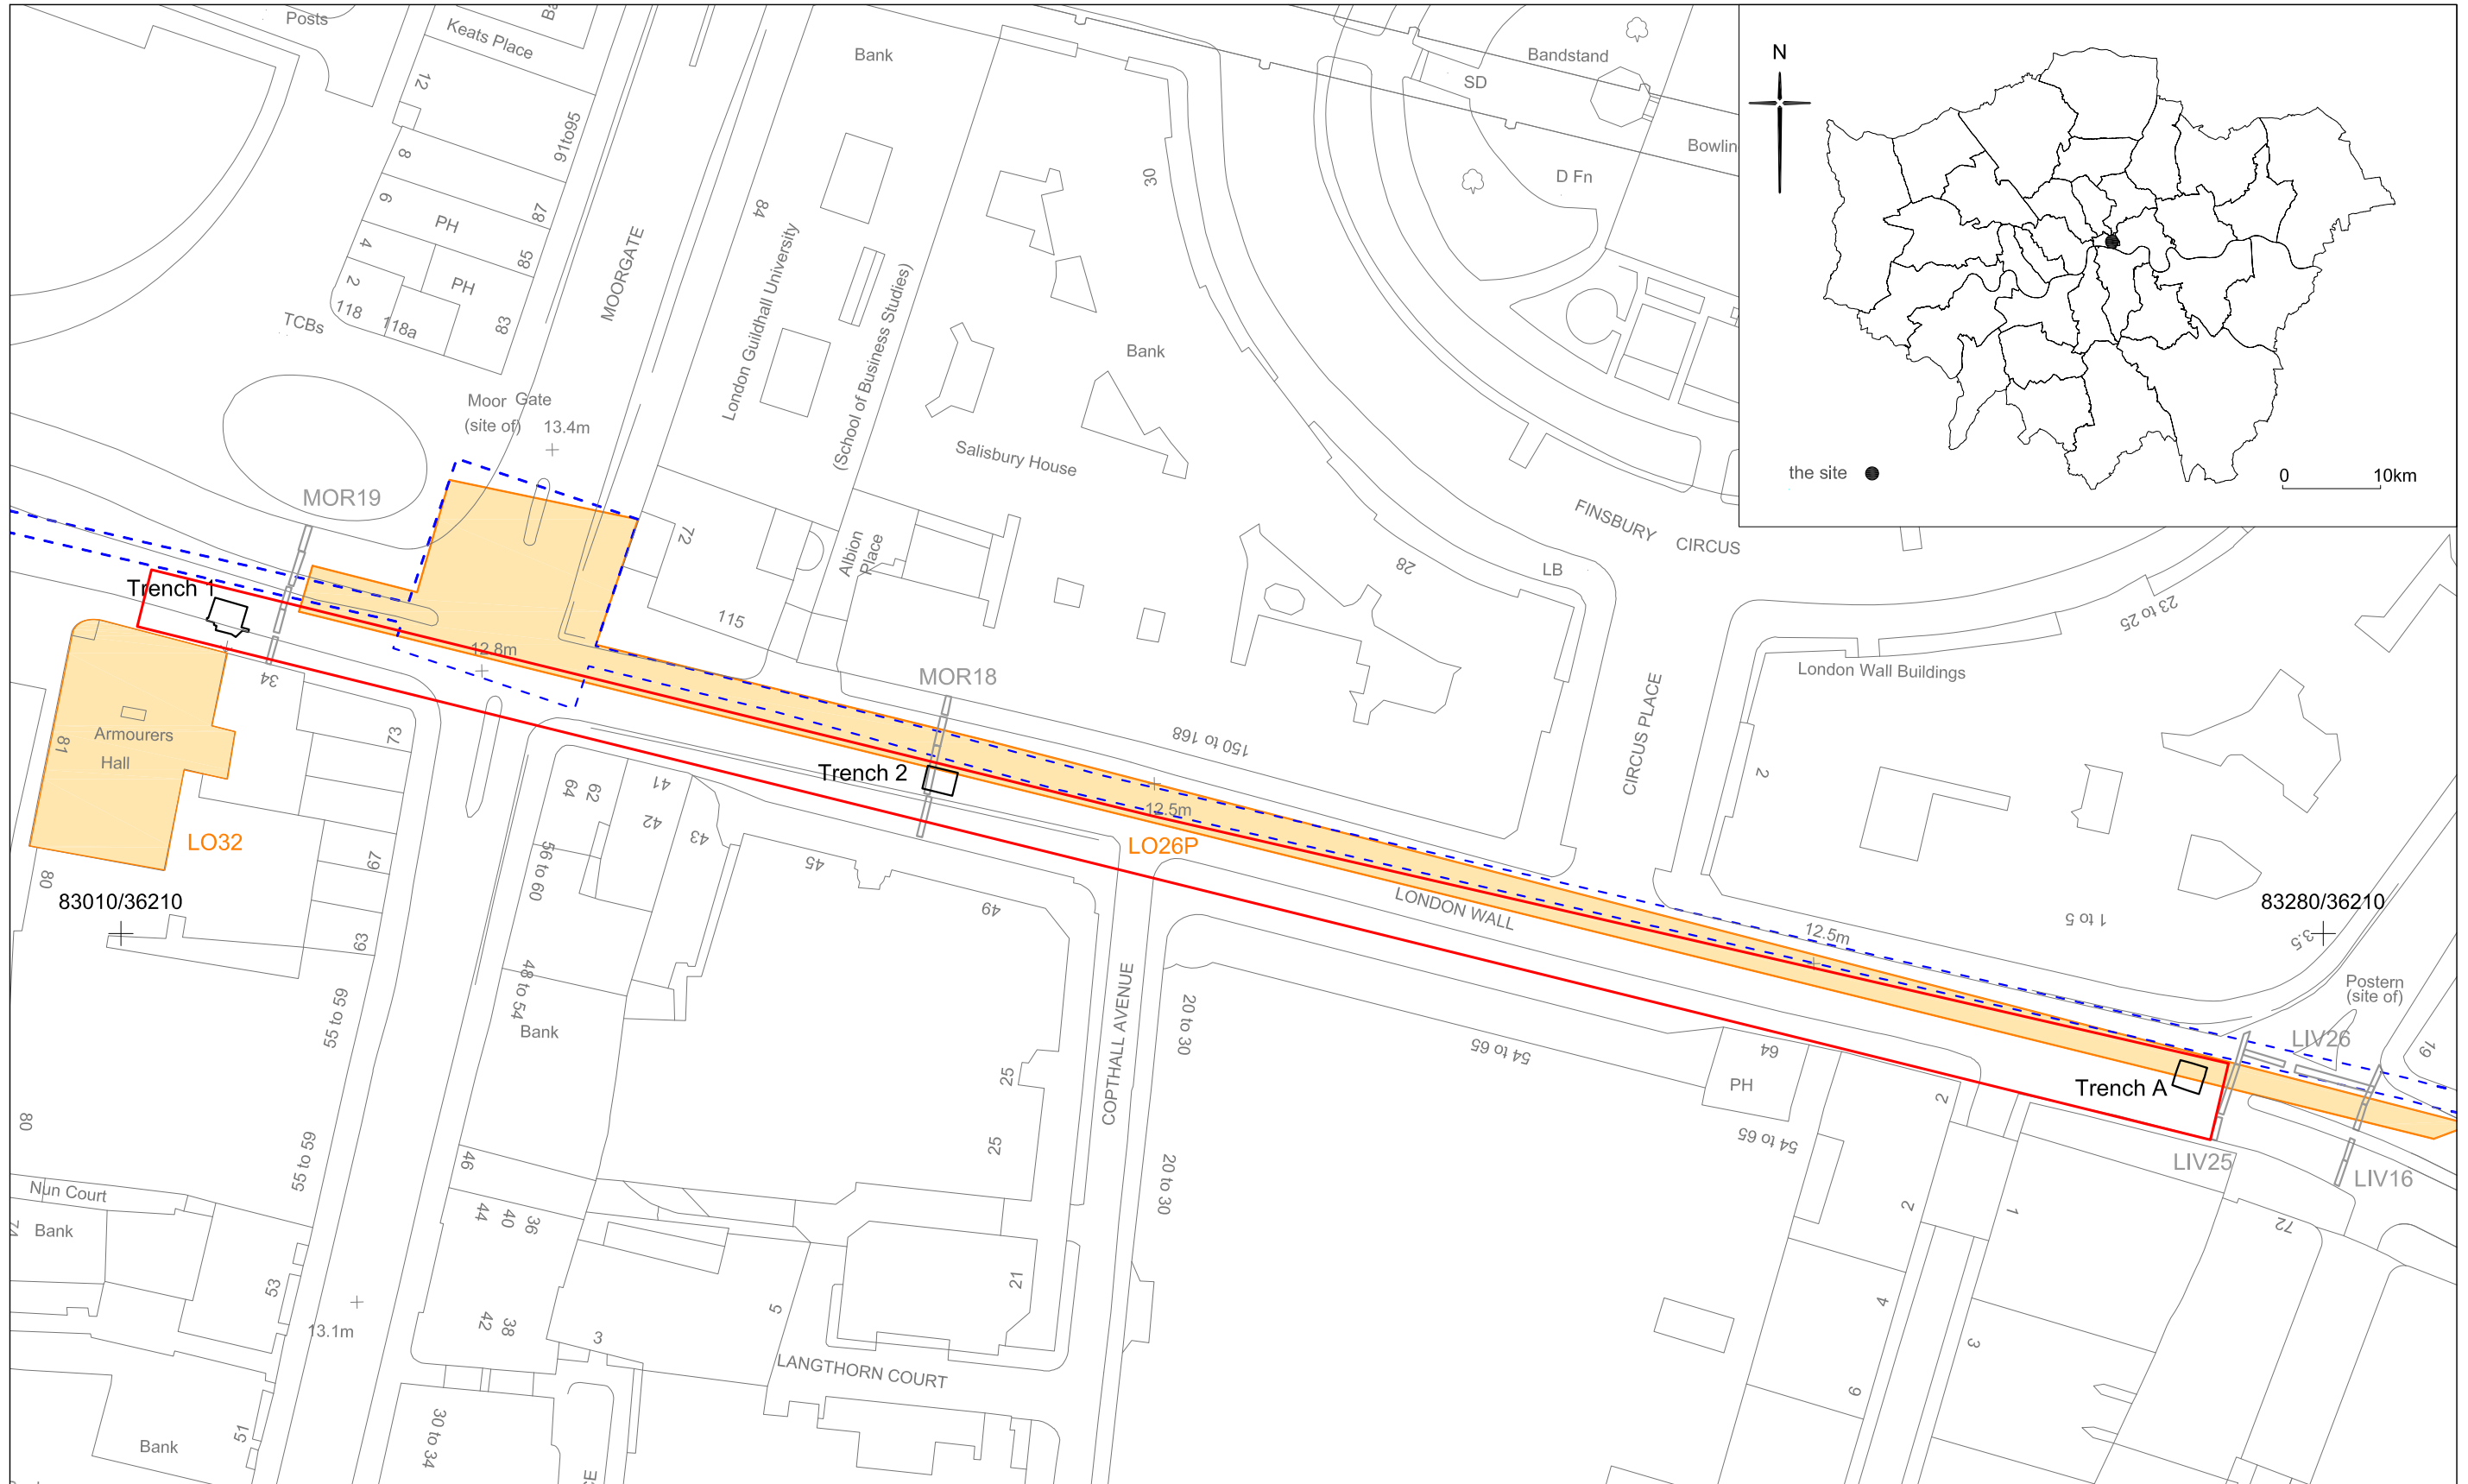 Posts
Keats Place
Ba
12
91to95
8
6
PH
87
4
85
2
PH
118
118a
83
TCBs
MOORGATE
Bank
84
London Guildhall University
(School of Business Studies)
30
Bank
Salisbury House
Moor Gate
(site of)
13.4m
SD
Bandstand
Bowlin
D Fn
N
the site
0
10km
MOR19
Trench 1
72
Albion
Place
115
12.8m
34
28
LB
FINSBURY
CIRCUS
23 to 25
London Wall Buildings
CIRCUS PLACE
2
MOR18
150 to 168
Armourers
Hall
81
73
LO32
67
80
83010/36210
63
Trench 2
64
62
41
42
43
45
49
56 to 60
12.5m
LO26P
LONDON WALL
12.5m
1 to 5
83280/36210
3.5
Postern
(site of)
79
48 to 54
Bank
55 to 59
COPTHALL AVENUE
20 to 30
54 to 65
64
PH
54 to 65
2
Trench A
LIV26
LIV25
LIV16
25
25
80
55 to 59
46
20 to 30
Nun Court
Bank
74
44
40
36
2
1
72
53
21
5
4
3
42
38
3
13.1m
LANGTHORN COURT
6
51
Bank
30 to 34
SE